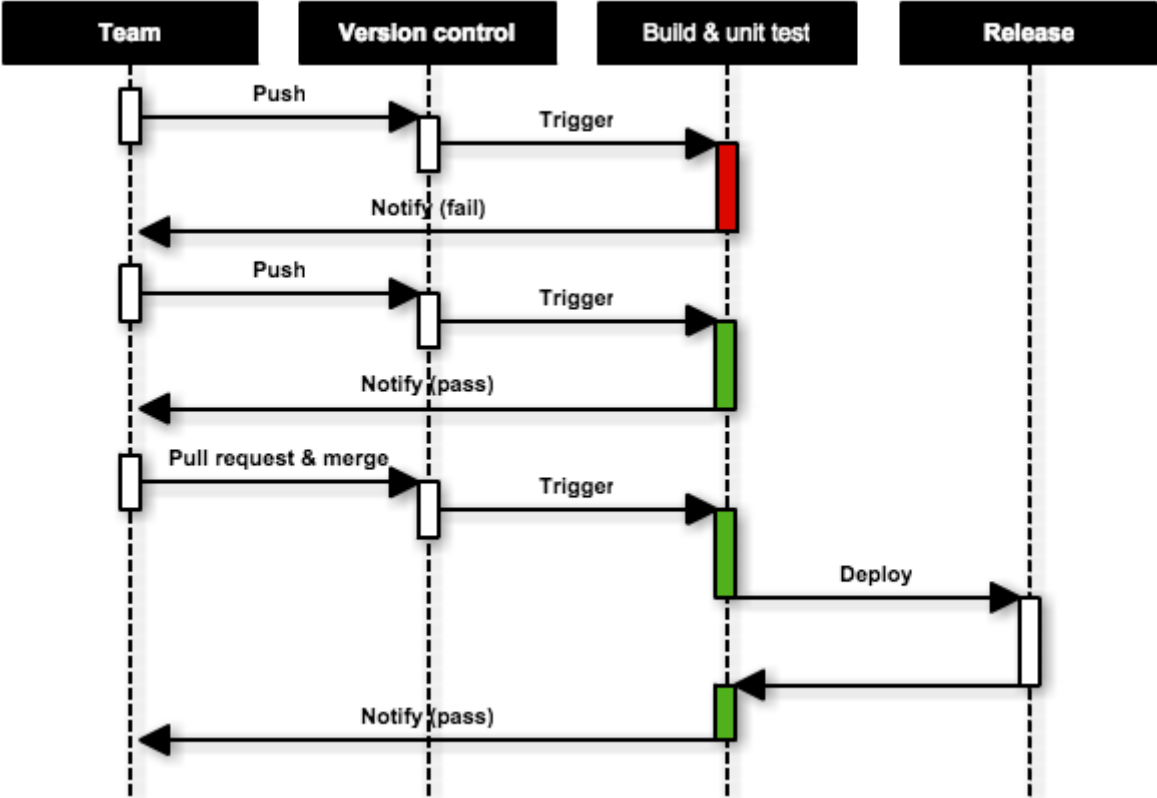 Team
Version control
Build & unit test
Release
Push
Trigger
Notify (fail)
Push
Trigger
Notify (pass)
Pull request & merge
Trigger
Deploy
Notify (pass)